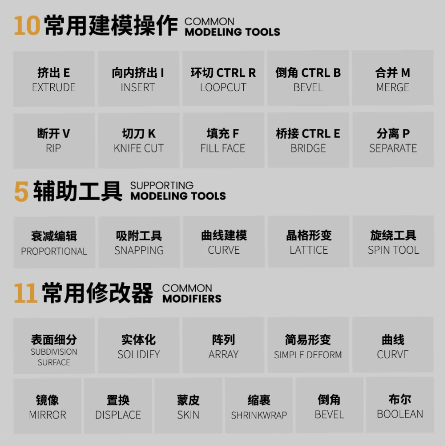 10 常用建模操作 COMMON
MODELING TOOLS
挤出 E
EXTRUDE
向内挤出 I
INSERT
环切 CTRL R
LOOPCUT
倒角 CTRL B
BEVEL
合并 M
MERGE
断开 V
RIP
切刀 K
KNIFE CUT
填充 F
FILL FACE
桥接 CTRL E
BRIDGE
分离 P
SEPARATE
5 辅助工具 SUPPORTING
MODELING TOOLS
衰减编辑
PROPORTIONAL
吸附工具
SNAPPING
曲线建模
CURVE
晶格形变
LATTICE
旋绕工具
SPIN TOOL
11 常用修改器 COMMON
MODIFIERS
表面细分
SUBDIVISION
SURFACE
实体化
SOLIDIFY
阵列
ARRAY
简易形变
SIMPLE DEFORM
曲线
CURVE
镜像
MIRROR
置换
DISPLACE
蒙皮
SKIN
缩裹
SHRINKWRAP
倒角
BEVEL
布尔
BOOLEAN